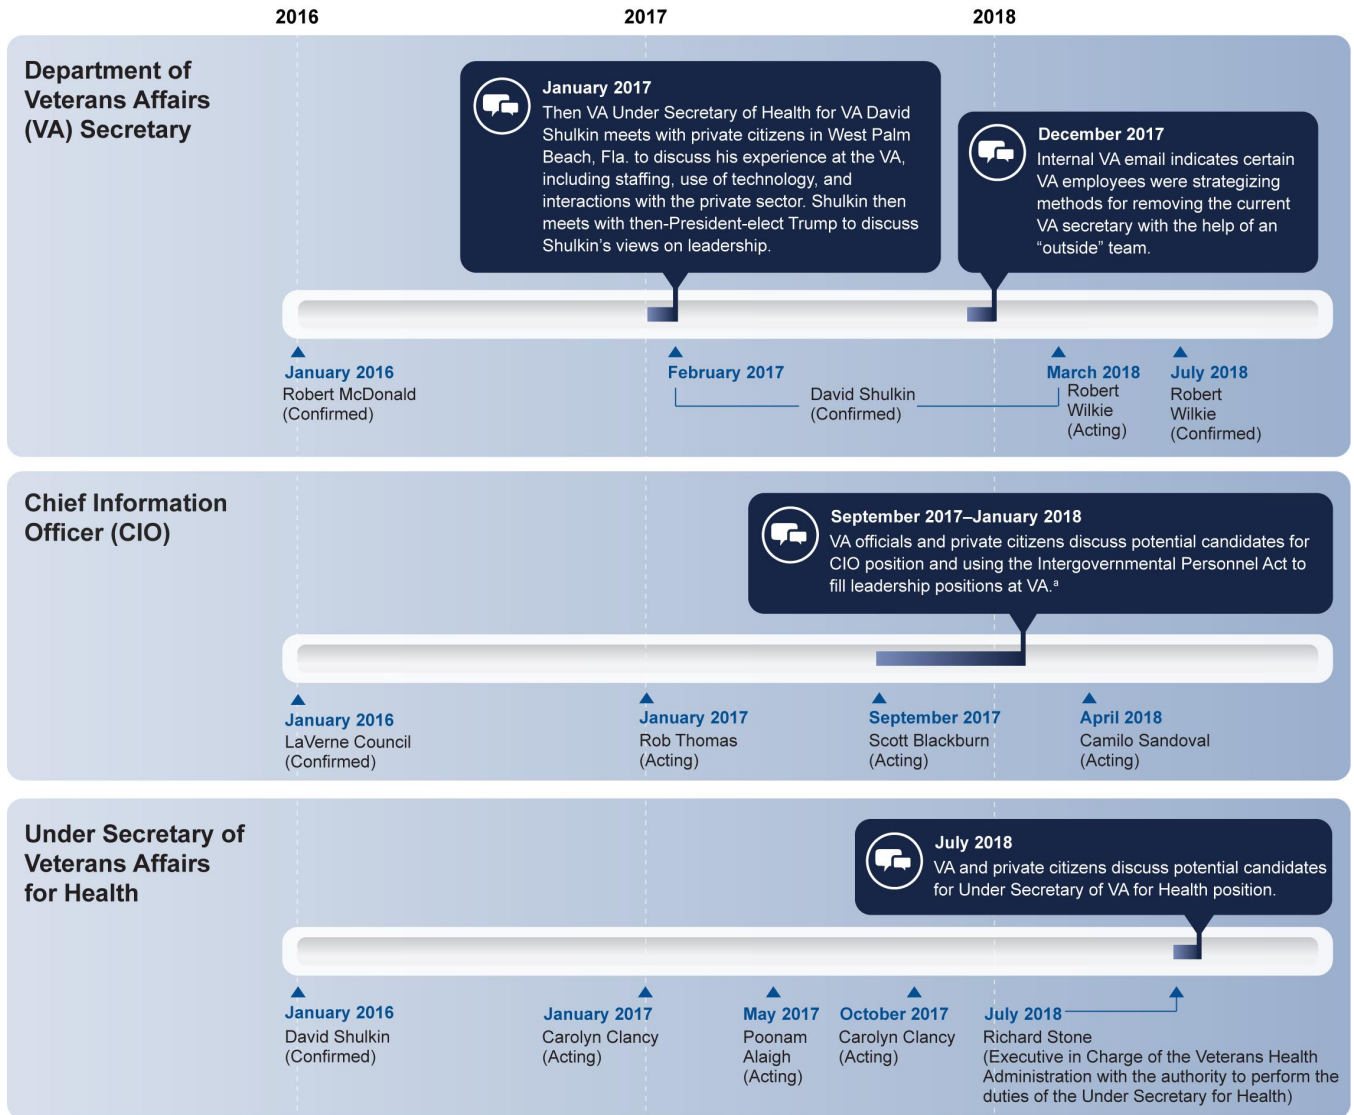 2016
2017
2018
Department of
Veterans Affairs
(VA) Secretary
January 2017
Then VA Under Secretary of Health for VA David
Shulkin meets with private citizens in West Palm
Beach, Fla. to discuss his experience at the VA,
including staffing, use of technology, and
interactions with the private sector. Shulkin then
meets with then-President-elect Trump to discuss
Shulkin’s views on leadership.
December 2017
Internal VA email indicates certain
VA employees were strategizing
methods for removing the current
VA secretary with the help of an
“outside” team.
January 2016
Robert McDonald
(Confirmed)
February 2017
David Shulkin
(Confirmed)
March 2018
Robert
Wilkie
(Acting)
July 2018
Robert
Wilkie
(Confirmed)
Chief Information
Officer (CIO)
September 2017–January 2018
VA officials and private citizens discuss potential candidates for
CIO position and using the Intergovernmental Personnel Act to
fill leadership positions at VA.ª
January 2016
LaVerne Council
(Confirmed)
January 2017
Rob Thomas
(Acting)
September 2017
Scott Blackburn
(Acting)
April 2018
Camilo Sandoval
(Acting)
Under Secretary of
Veterans Affairs
for Health
July 2018
VA and private citizens discuss potential candidates
for Under Secretary of VA for Health position.
January 2016
David Shulkin
(Confirmed)
January 2017
Carolyn Clancy
(Acting)
May 2017
Poonam
Alaigh
(Acting)
October 2017
Carolyn Clancy
(Acting)
July 2018
Richard Stone
(Executive in Charge of the Veterans Health
Administration with the authority to perform the
duties of the Under Secretary for Health)